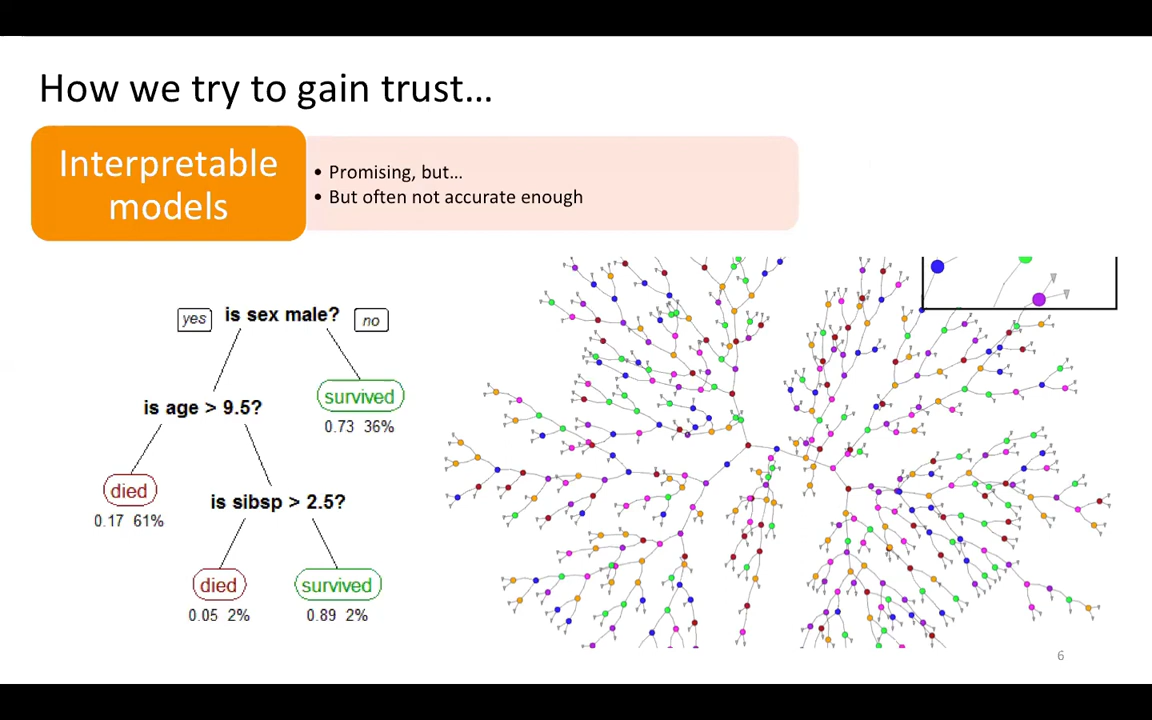 How we try to gain trust...
Interpretable
models
• Promising, but...
• But often not accurate enough
yes
is sex male?
no
is age > 9.5?
survived
0.73 36%
died
0.17 61%
is sibsp > 2.5?
died
survived
0.05 2%
0.89 2%
6